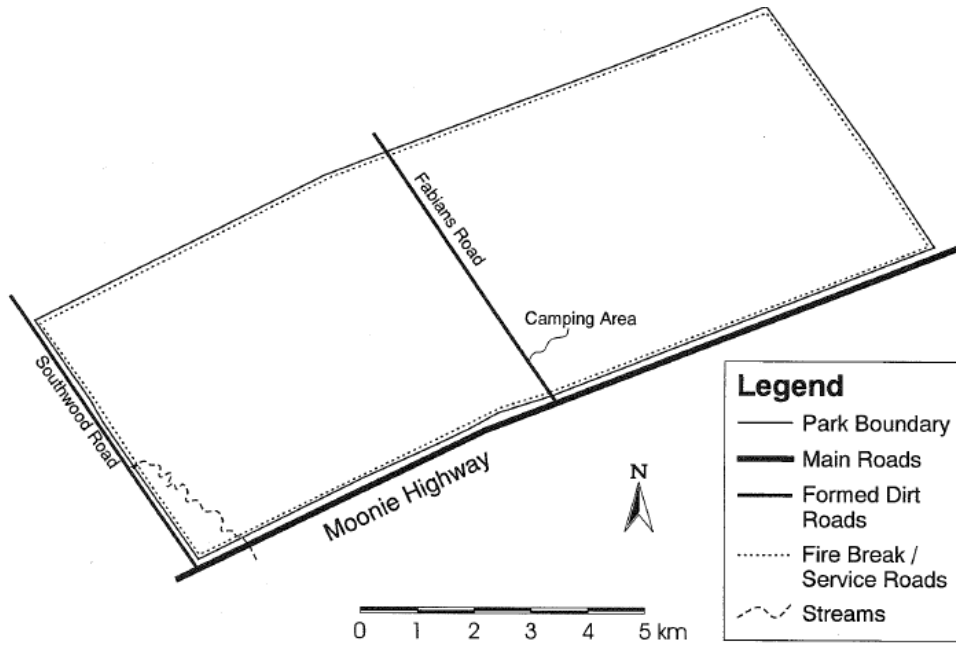 Fabians Road
Camping Area
Southwood Road
Moonie Highway
N
0 1 2 3 4 5 km
Legend
Park Boundary
Main Roads
Formed Dirt
Roads
Fire Break /
Service Roads
Streams